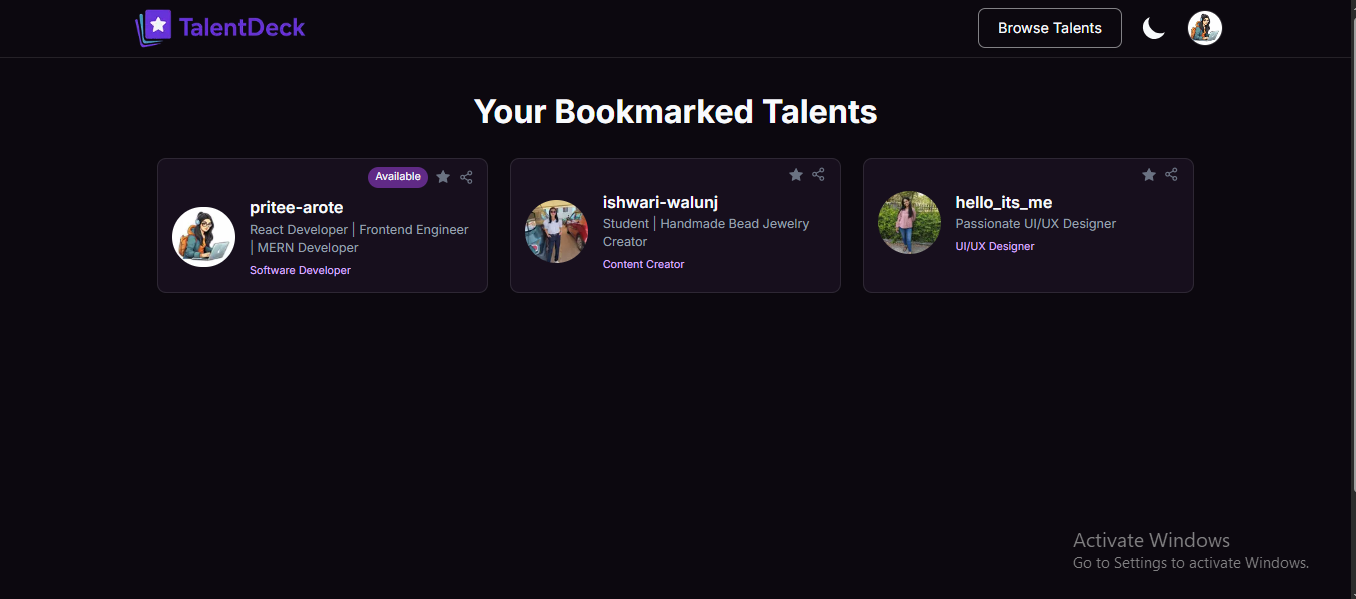 TalentDeck
Browse Talents
Your Bookmarked Talents
Available
pritee-arote
React Developer | Frontend Engineer
| MERN Developer
Software Developer
ishwari-walunj
Student | Handmade Bead Jewelry
Creator
Content Creator
hello_its_me
Passionate UI/UX Designer
UI/UX Designer
Activate Windows
Go to Settings to activate Windows.